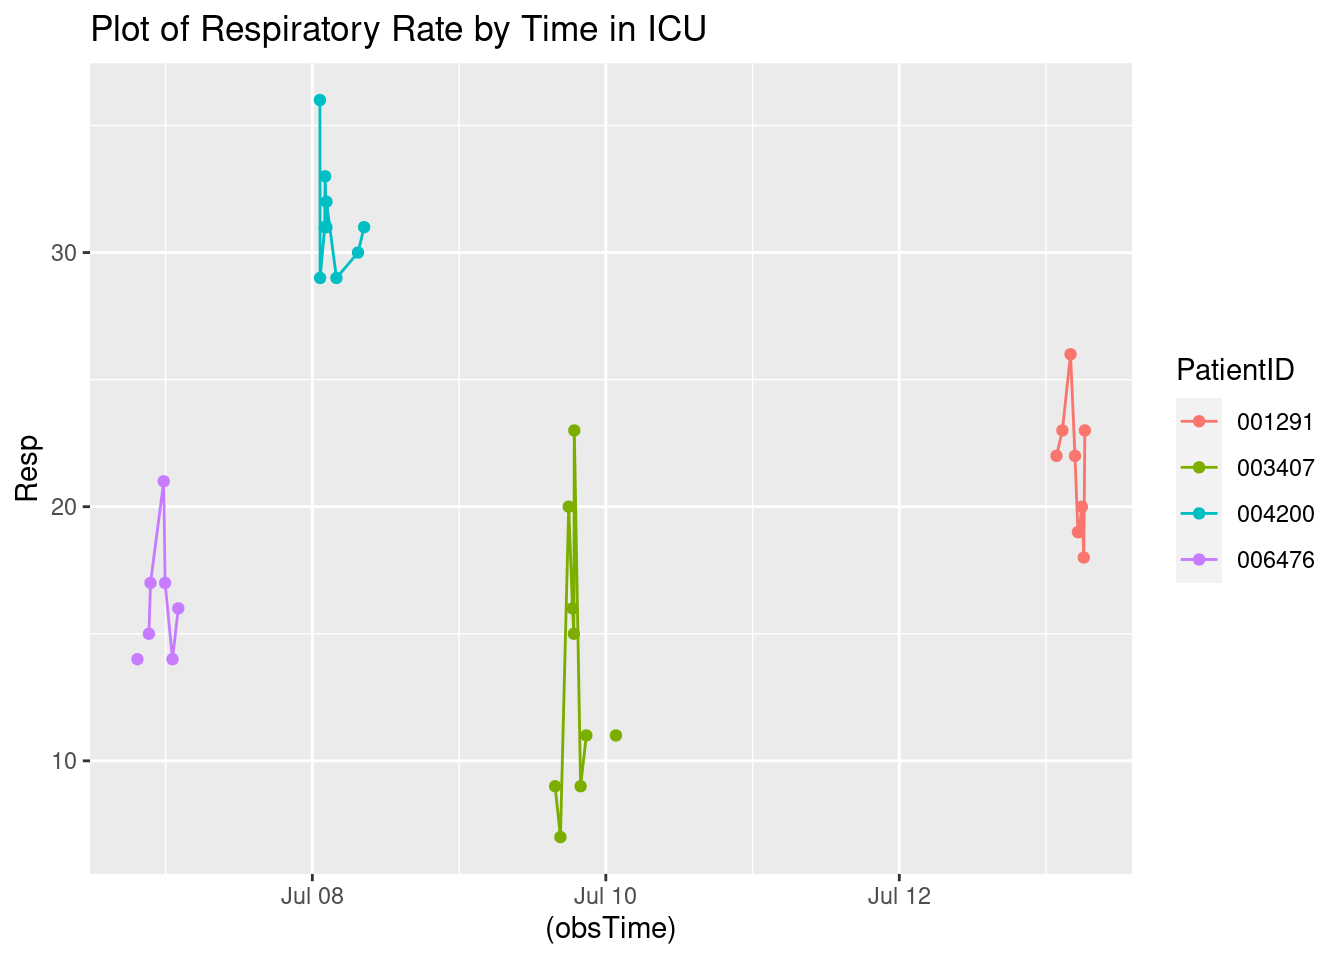 Plot of Respiratory Rate by Time in ICU
Resp
30
20
10
Jul 08
Jul 10
Jul 12
(obsTime)
PatientID
001291
003407
004200
006476